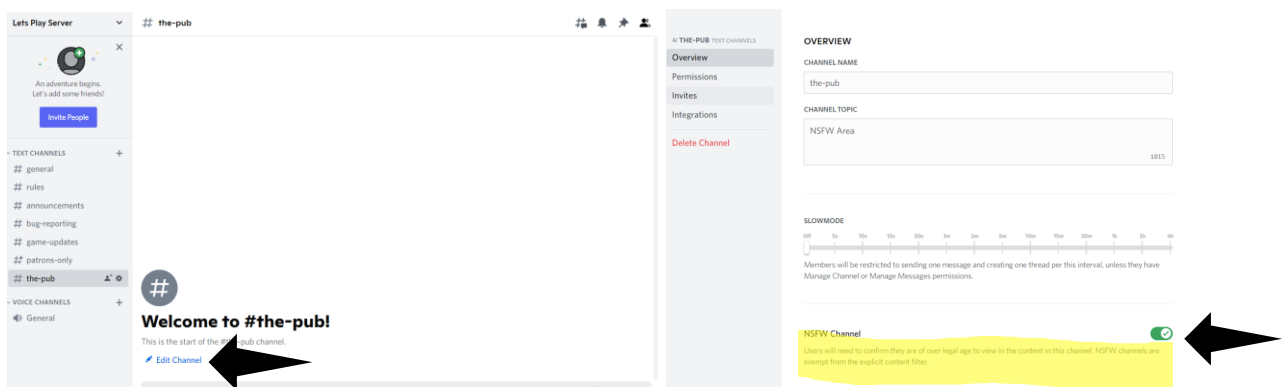 Lets Play Server
# the-pub
An adventure begins.
Let's add some friends!
Invite People
TEXT CHANNELS
# general
# rules
# announcements
# bug-reporting
# game-updates
# patrons-only
# the-pub
VOICE CHANNELS
General
#
Welcome to #the-pub!
This is the start of the #the-pub channel.
Edit Channel
# THE-PUB TEXT CHANNELS
Overview
Permissions
Invites
Integrations
Delete Channel
OVERVIEW
CHANNEL NAME
the-pub
CHANNEL TOPIC
NSFW Area
1015
SLOWMODE
Off 5s 10s 15s 30s 1m 2m 5m 10m 15m 30m 1h 2h 6h
Members will be restricted to sending one message and creating one thread per this interval, unless they have
Manage Channel or Manage Messages permissions.
NSFW Channel
Users will need to confirm they are of over legal age to view in the content in this channel. NSFW channels are
exempt from the explicit content filter.